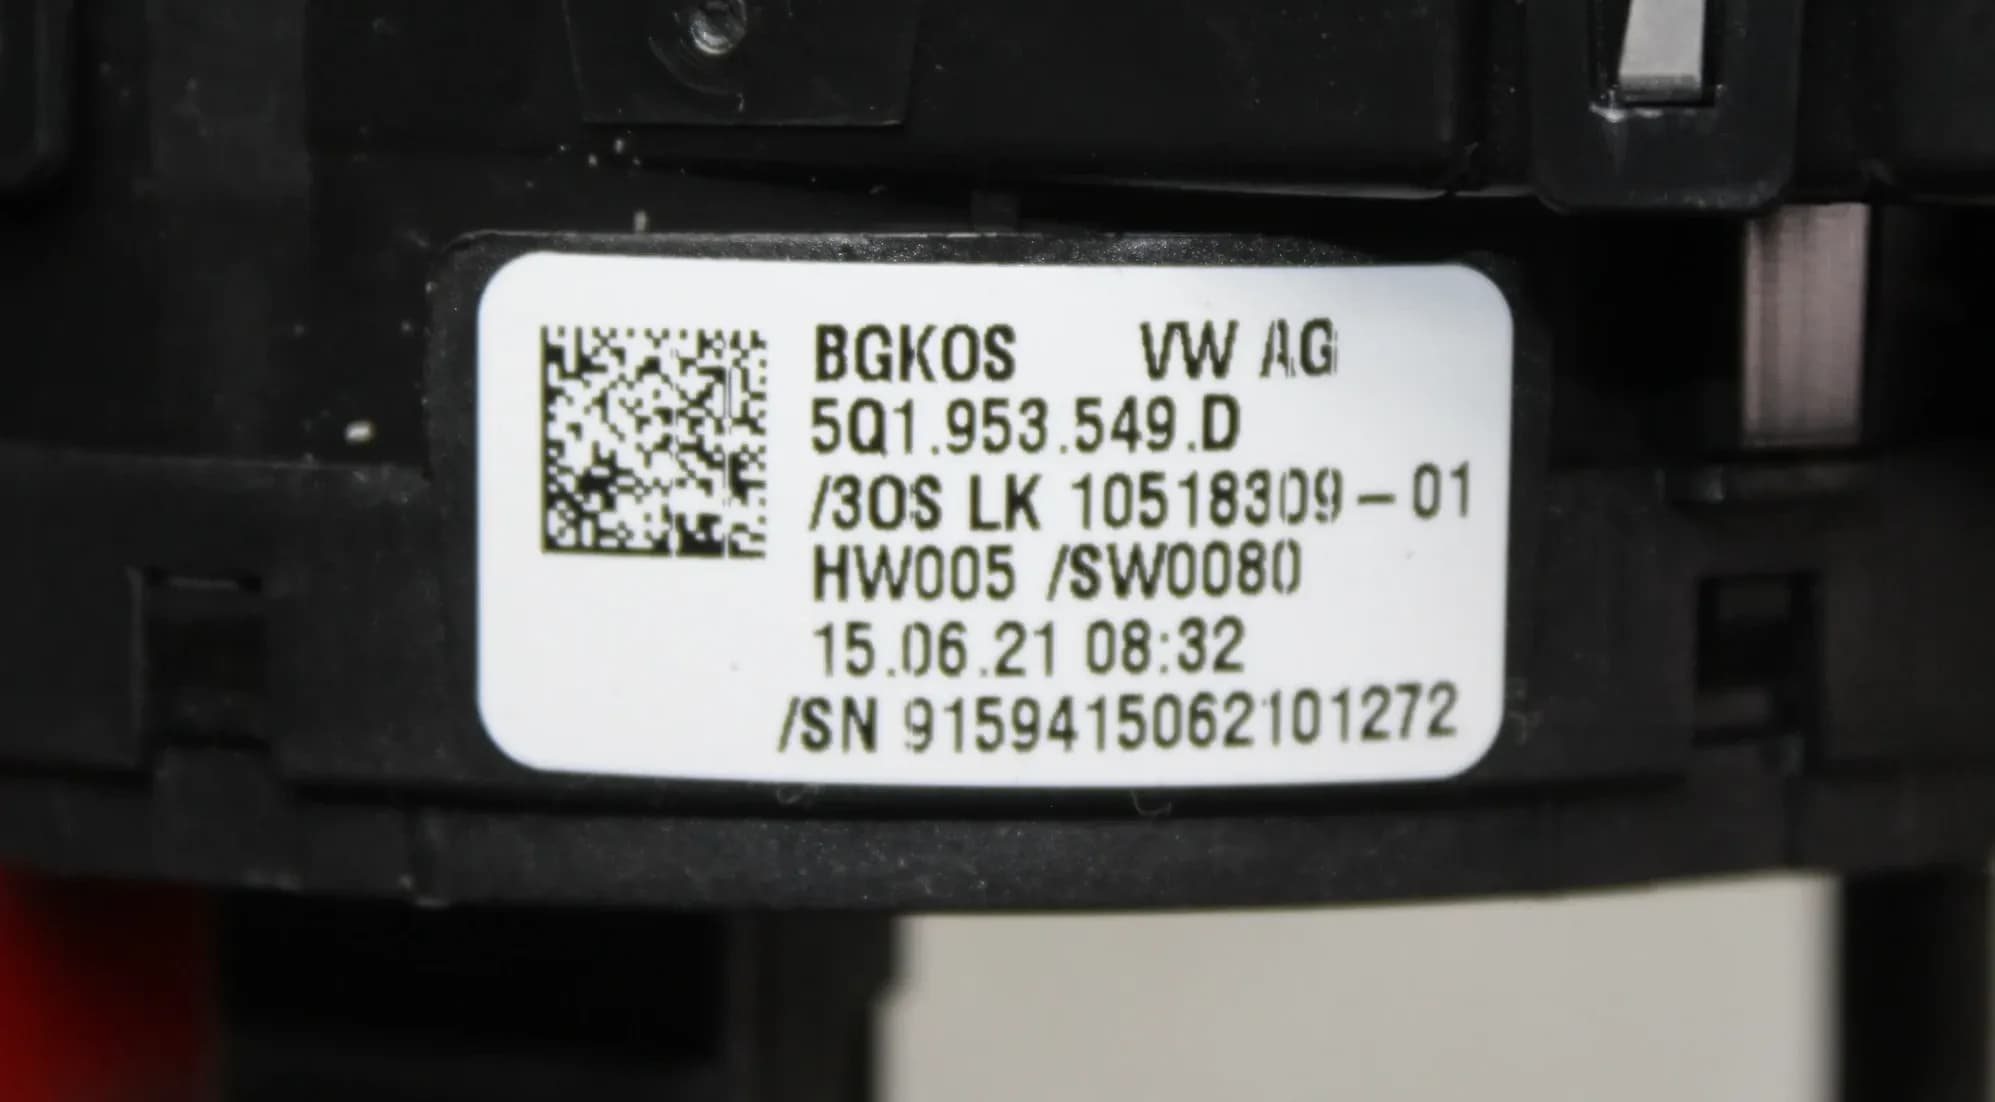 BGKOS VW AG
5Q1.953.549.D
/3OS LK 10518309-01
HW005 /SW0080
15.06.21 08:32
/SN 9159415062101272